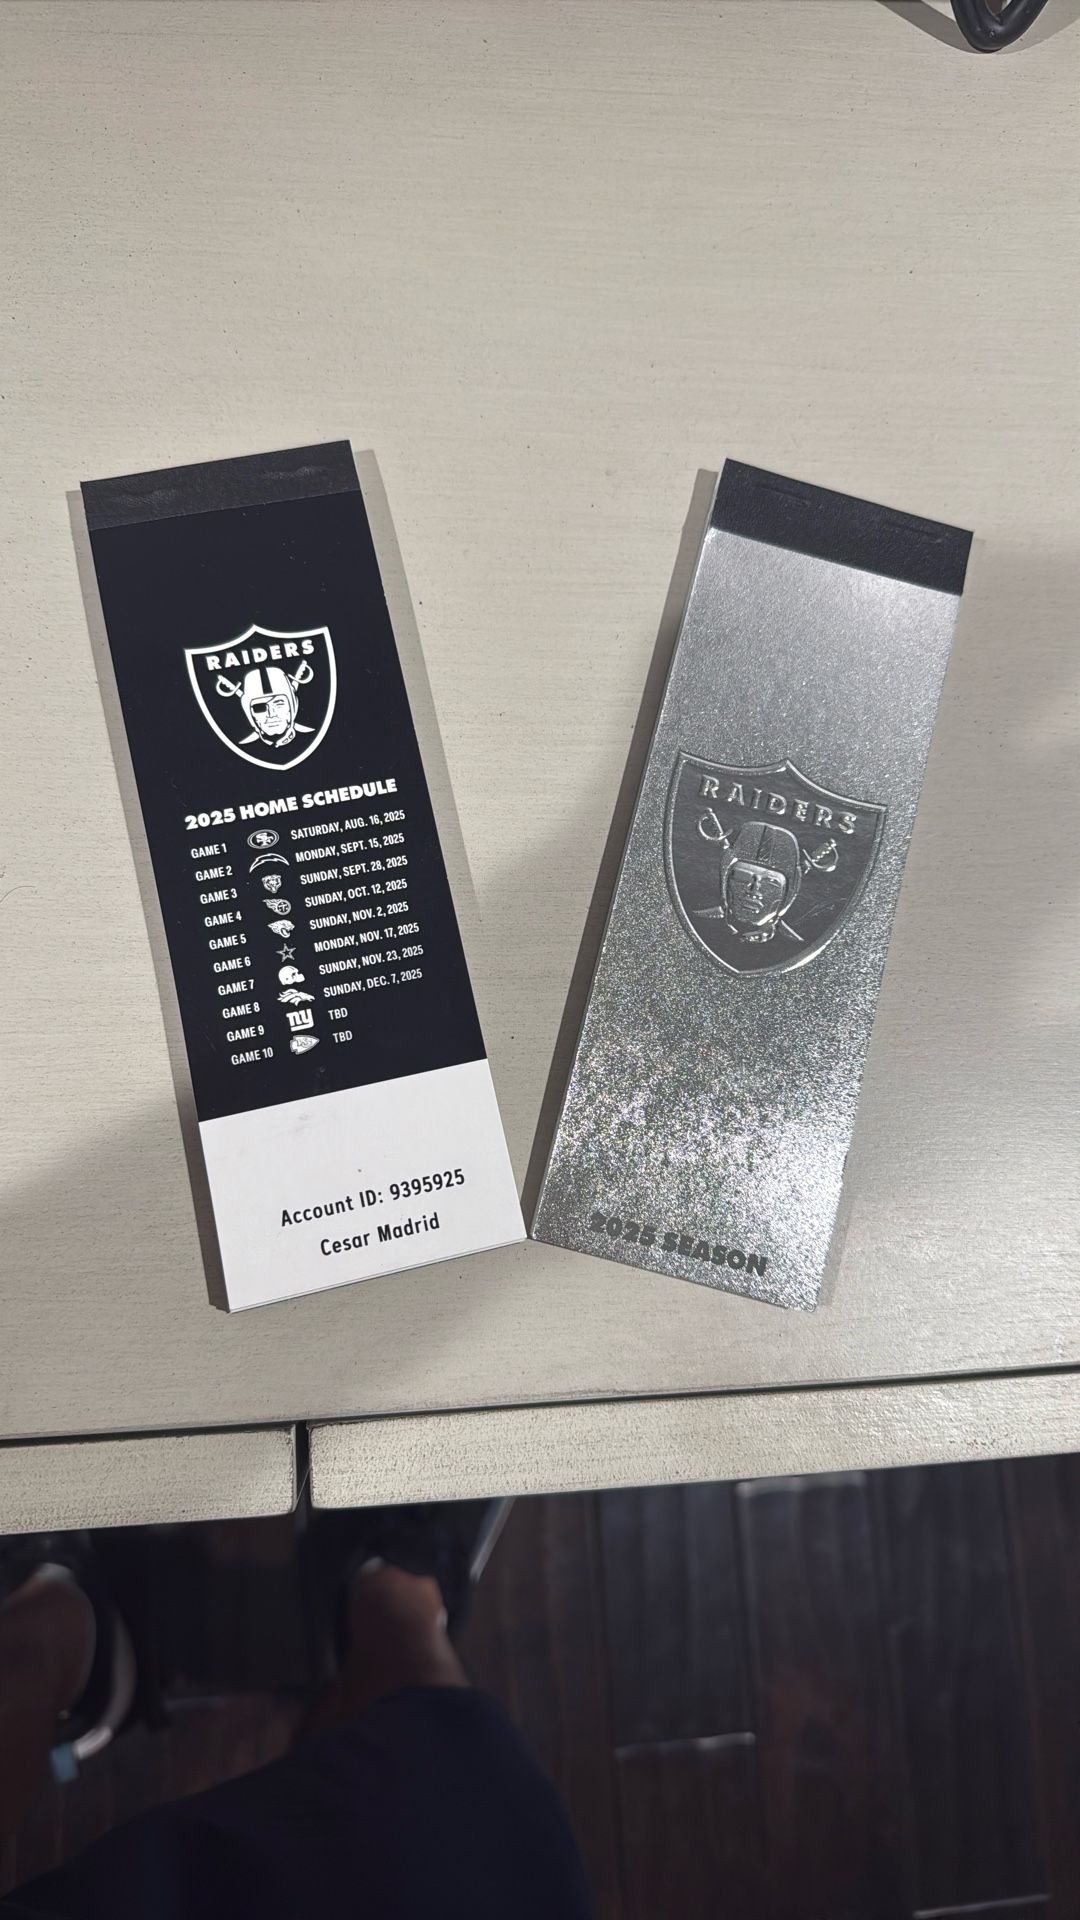 RAIDERS
2025 HOME SCHEDULE
GAME 1 SF SATURDAY, AUG. 16, 2025
GAME 2 MONDAY, SEPT. 15, 2025
GAME 3 SUNDAY, SEPT. 28, 2025
GAME 4 SUNDAY, OCT. 12, 2025
GAME 5 SUNDAY, NOV. 2, 2025
GAME 6 MONDAY, NOV. 17, 2025
GAME 7 SUNDAY, NOV. 23, 2025
GAME 8 SUNDAY, DEC. 7, 2025
GAME 9 ny TBD
GAME 10 KC TBD
Account ID: 9395925
Cesar Madrid
RAIDERS
2025 SEASON